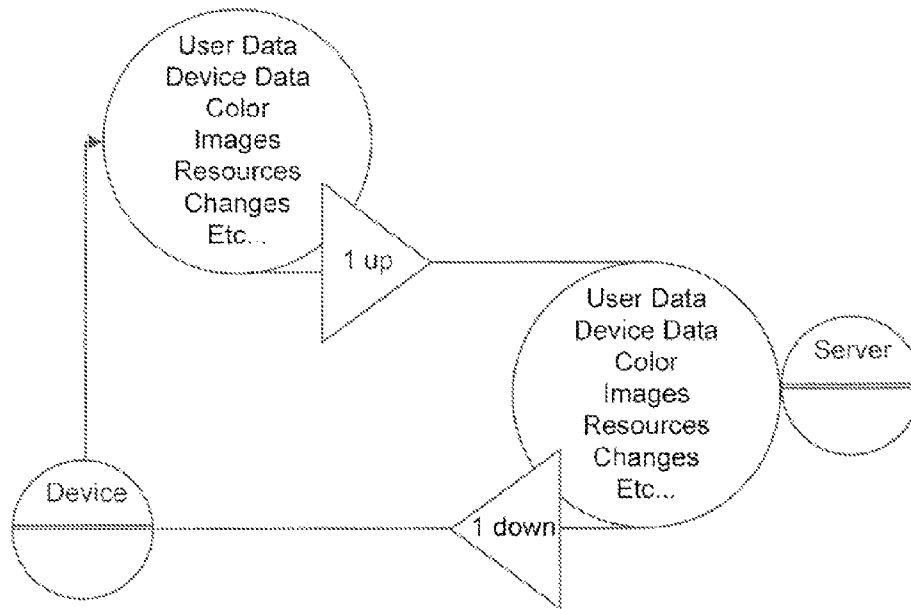 User Data
Device Data
Color
Images
Resources
Changes
Etc...
1 up
User Data
Device Data
Color
Images
Resources
Changes
Etc...
Server
Device
1 down